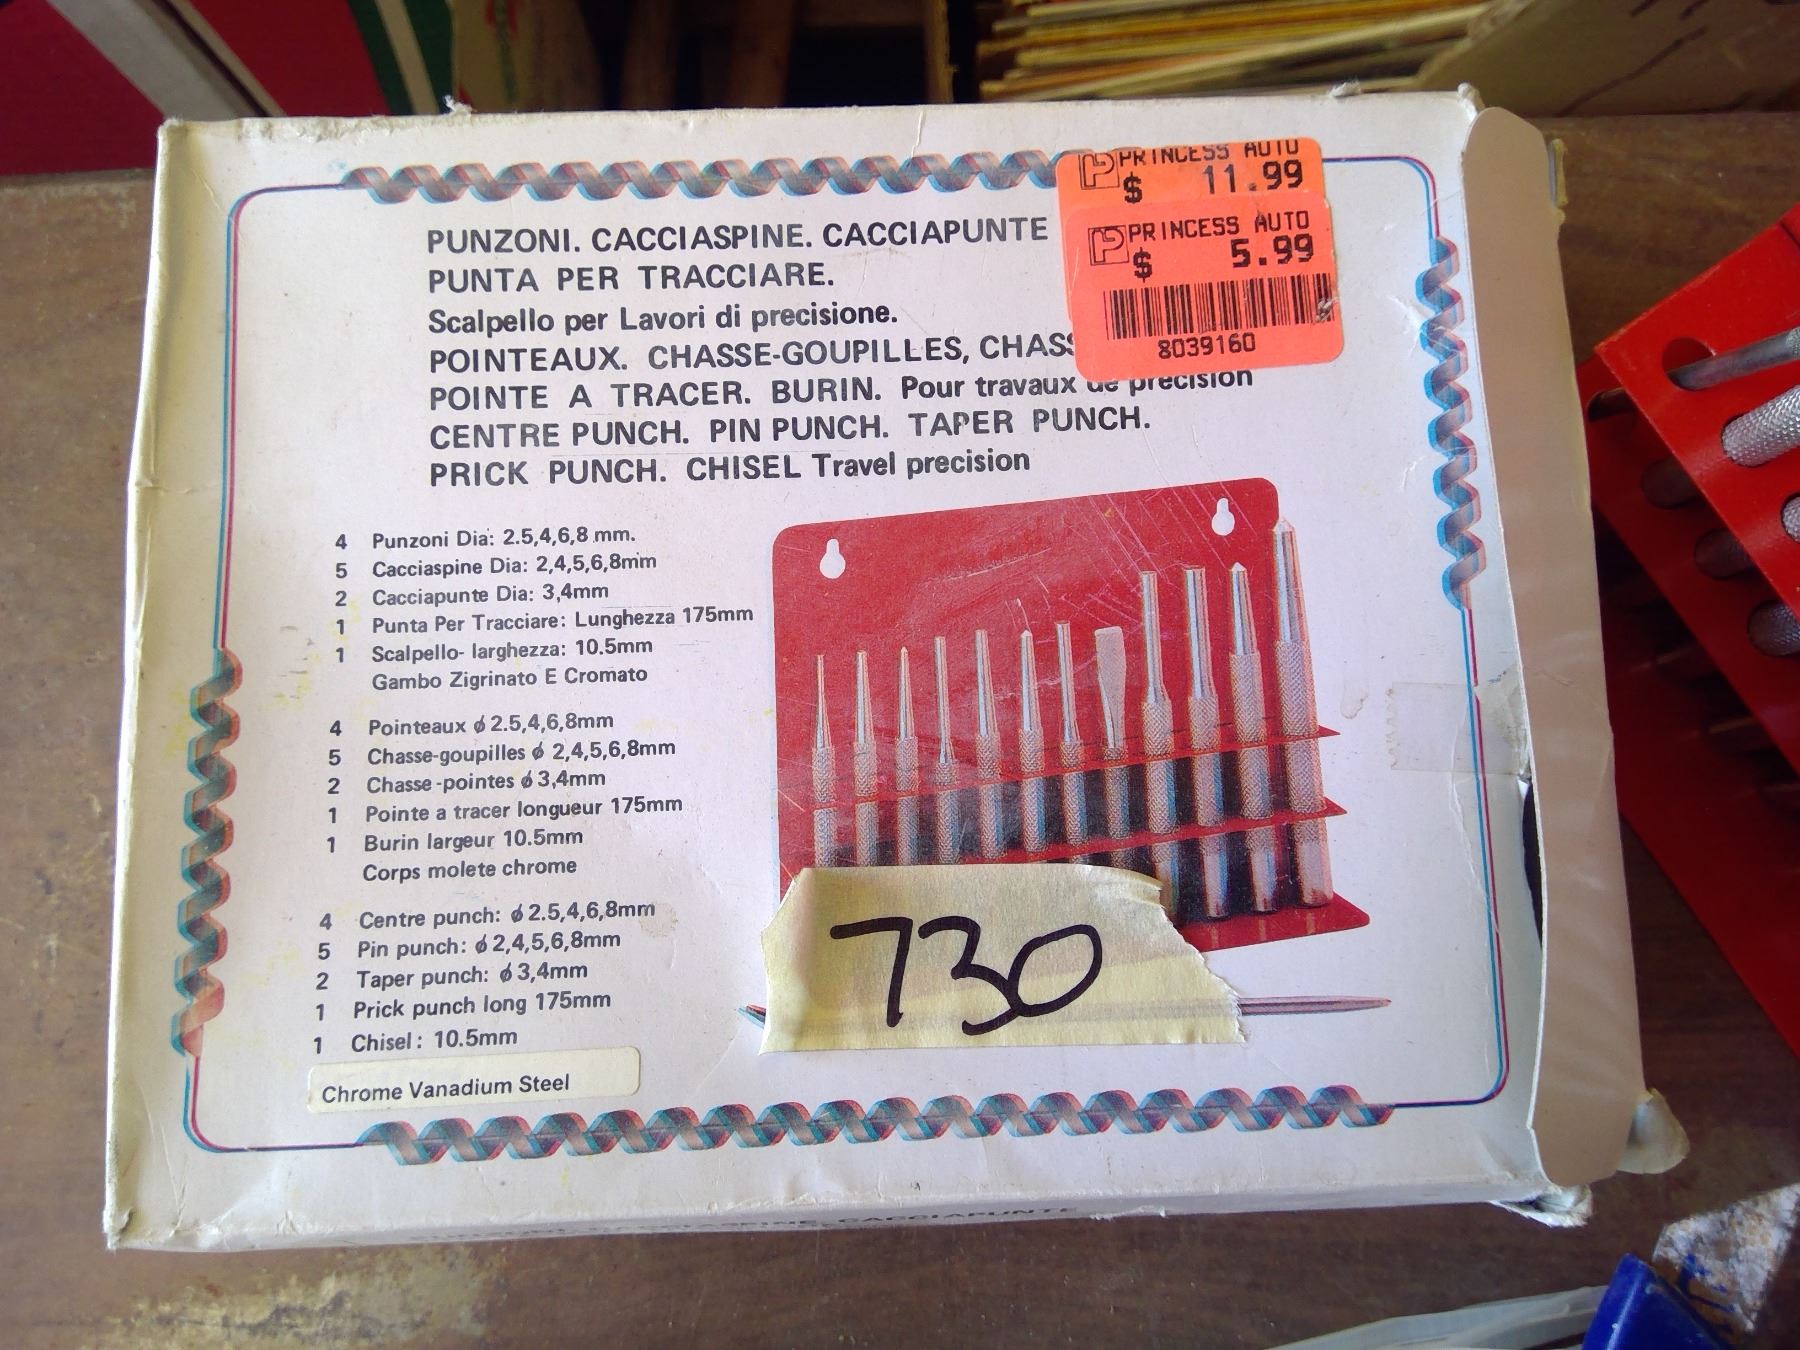 PRINCESS AUTO
$ 11.99
PRINCESS AUTO
$ 5.99
8039160
PUNZONI. CACCIASPINE. CACCIAPUNTE
PUNTA PER TRACCIARE.
Scalpello per Lavori di precisione.
POINTEAUX. CHASSE-GOUPILLES,
POINTE A TRACER. BURIN. Pour travaux de precision
CENTRE PUNCH. PIN PUNCH. TAPER PUNCH.
PRICK PUNCH. CHISEL Travel precision
4 Punzoni Dia: 2.5,4,6,8 mm.
5 Cacciaspine Dia: 2,4,5,6,8mm
2 Cacciapunte Dia: 3,4mm
1 Punta Per Tracciare: Lunghezza 175mm
1 Scalpello- larghezza: 10.5mm
Gambo Zigrinato E Cromato
4 Pointeaux ϕ 2.5,4,6,8mm
5 Chasse-goupilles ϕ 2,4,5,6,8mm
2 Chasse-pointes ϕ 3,4mm
1 Pointe a tracer longueur 175mm
1 Burin largeur 10.5mm
Corps molete chrome
4 Centre punch: ϕ 2.5,4,6,8mm
5 Pin punch: ϕ 2,4,5,6,8mm
2 Taper punch: ϕ 3,4mm
1 Prick punch long 175mm
1 Chisel: 10.5mm
Chrome Vanadium Steel
730
CACCIAPUNTE